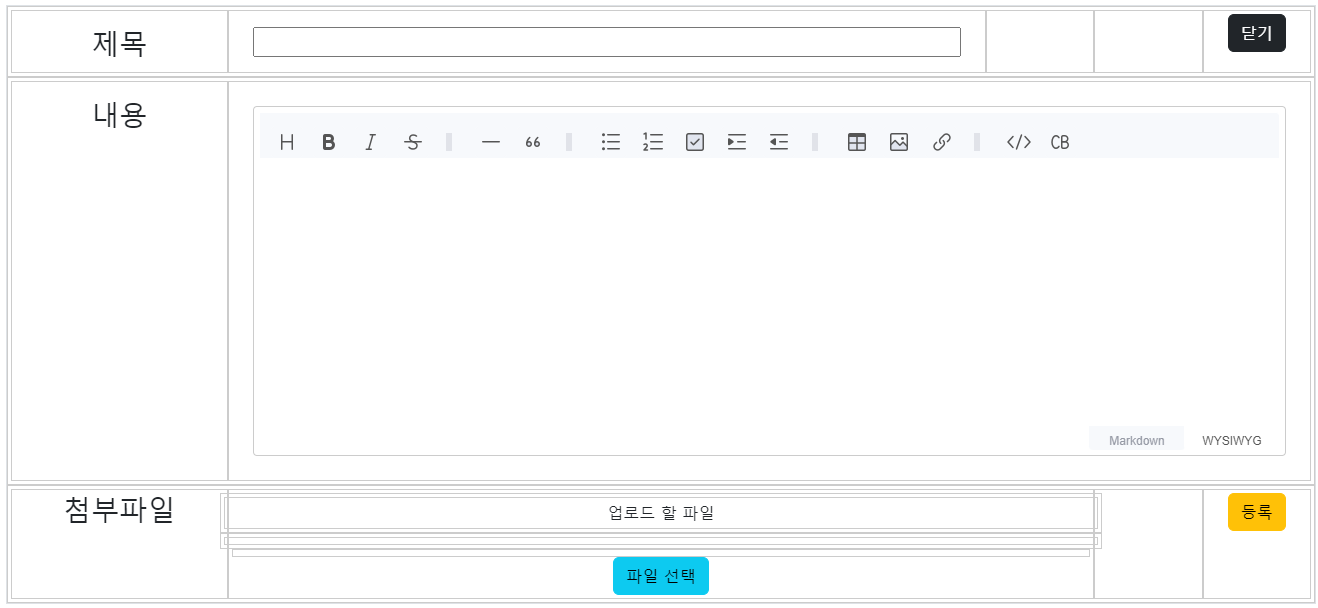 제목
닫기
내용
H B I S 66 </> CB
Markdown WYSIWYG
첨부파일
업로드 할 파일
등록
파일 선택